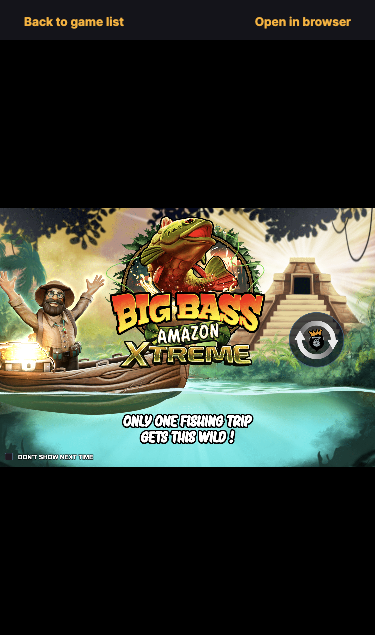 Back to game list
Open in browser
BIG BASS
AMAZON
XTREME
ONLY ONE FISHING TRIP
GETS THIS WILD !
DON'T SHOW NEXT TIME